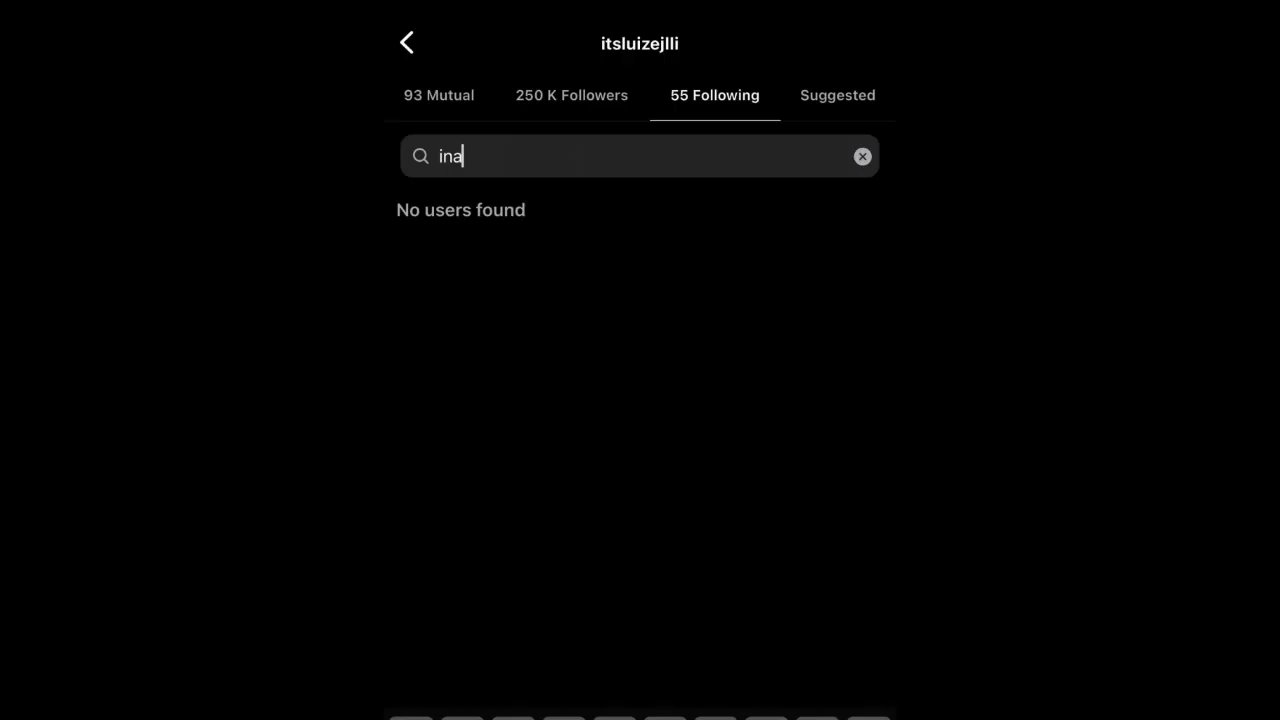 itsluizejlli
93 Mutual 250 K Followers 55 Following Suggested
ina
No users found